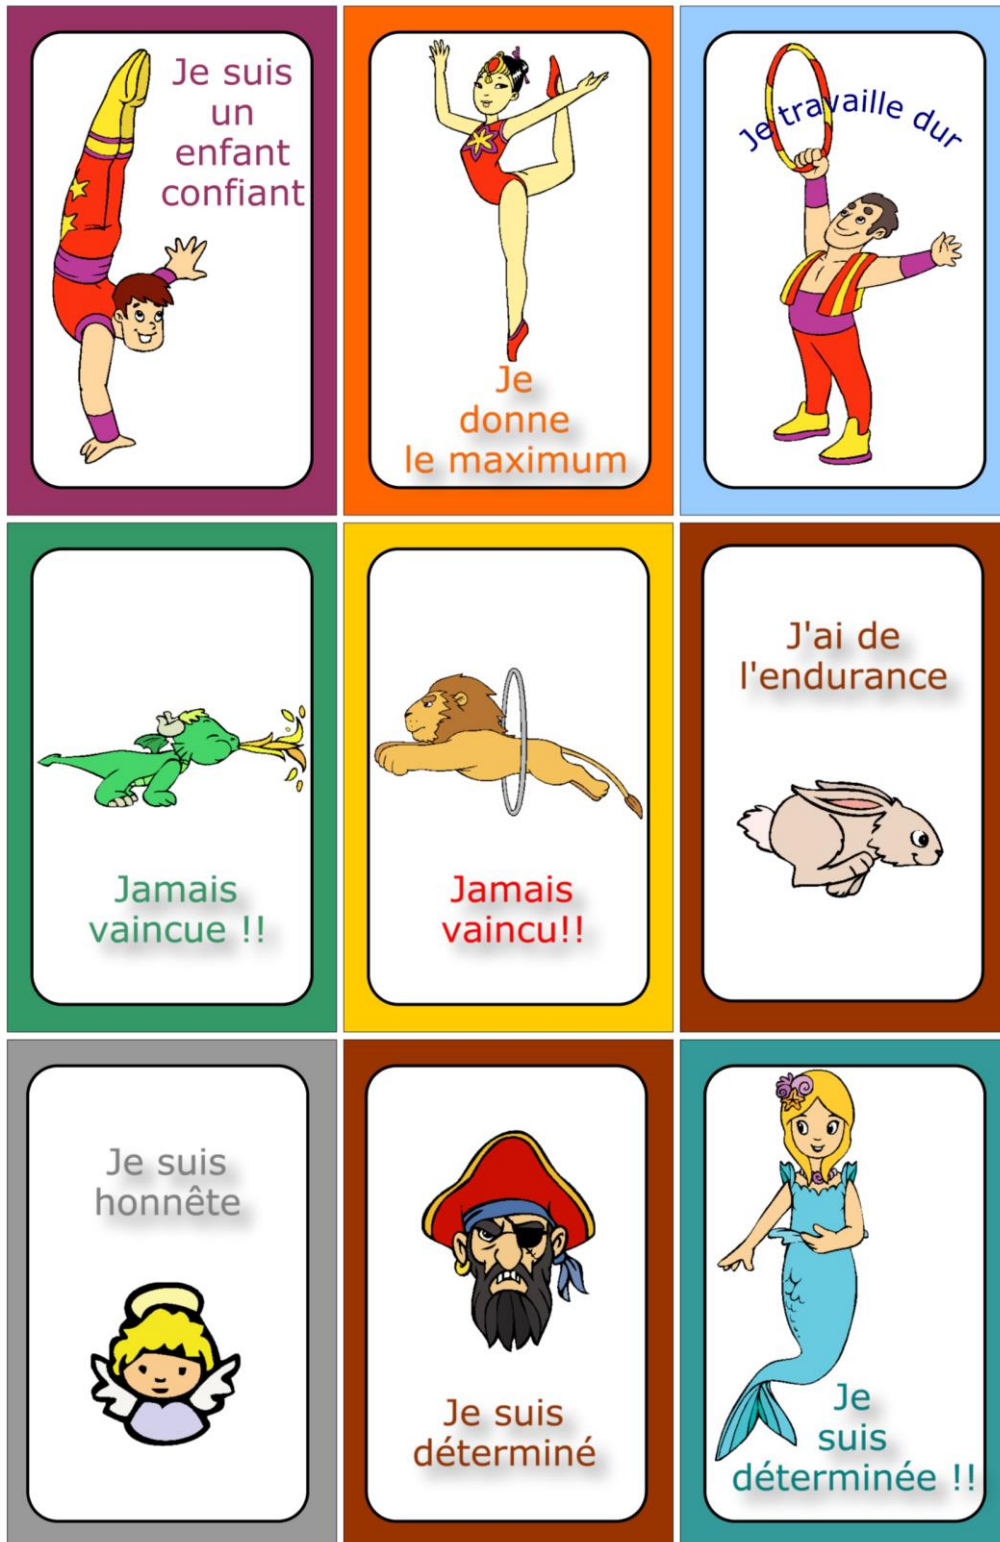 Je suis
un
enfant
confiant
Je
donne
le maximum
Je travaille dur
Jamais
vaincue !!
Jamais
vaincu!!
J'ai de
l'endurance
Je suis
honnête
Je suis
déterminé
Je
suis
déterminée !!